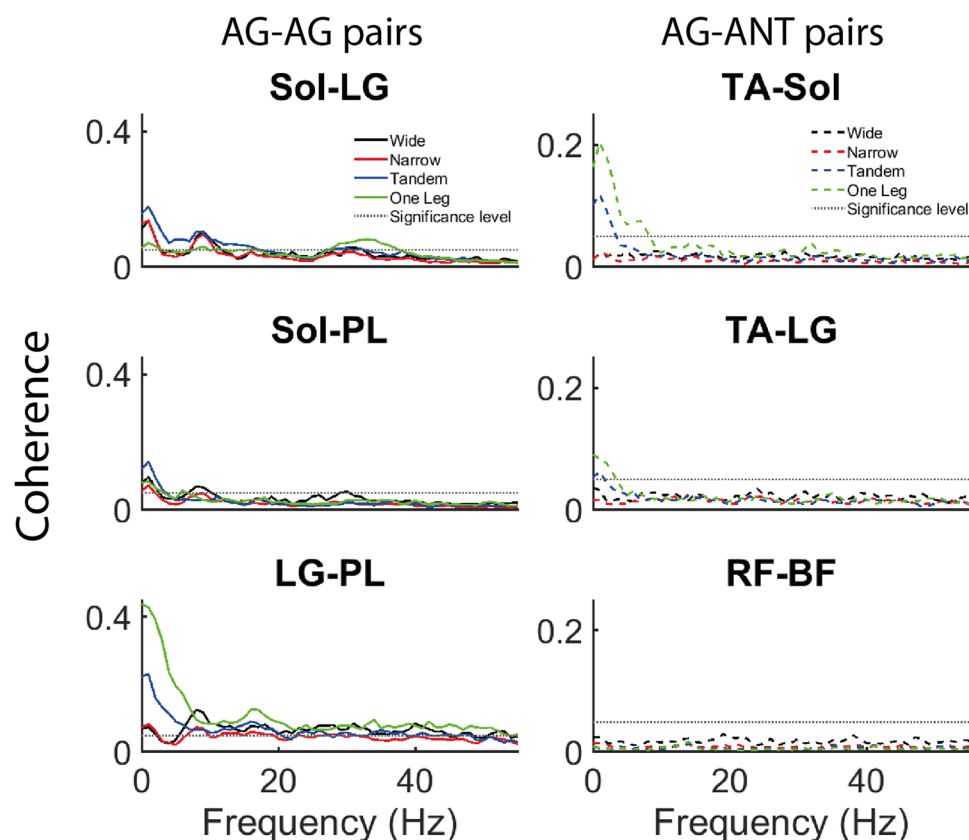 AG-AG pairs
AG-ANT pairs
Sol-LG
TA-Sol
0.4
Wide
Narrow
Tandem
One Leg
Significance level
0
0.2
Wide
Narrow
Tandem
One Leg
Significance level
0
Sol-PL
TA-LG
0.4
0
0.2
0
Coherence
LG-PL
RF-BF
0.4
0
0.2
0
0 20 40
0 20 40
Frequency (Hz)
Frequency (Hz)